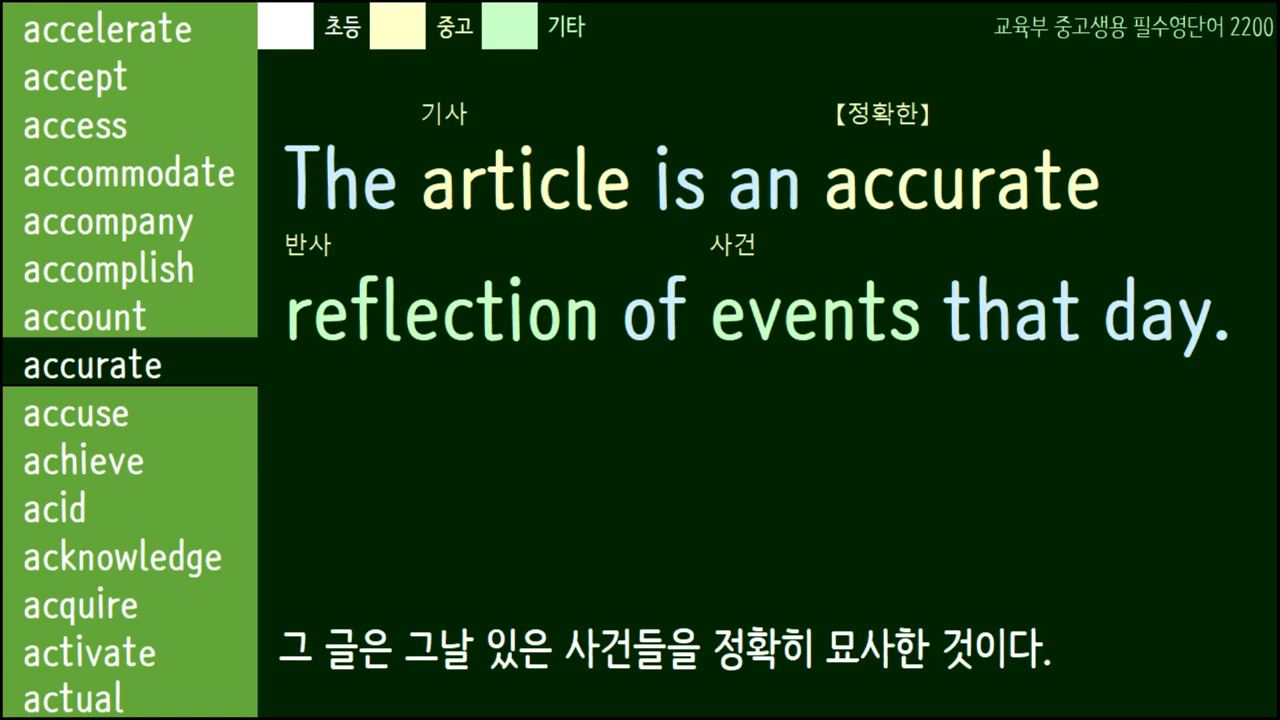 accelerate
accept
access
accommodate
accompany
accomplish
account
accurate
accuse
achieve
acid
acknowledge
acquire
activate
actual
초등 중고 기타
교육부 중고생용 필수영단어 2200
기사 【정확한】
The article is an accurate
반사 사건
reflection of events that day.
그 글은 그날 있은 사건들을 정확히 묘사한 것이다.